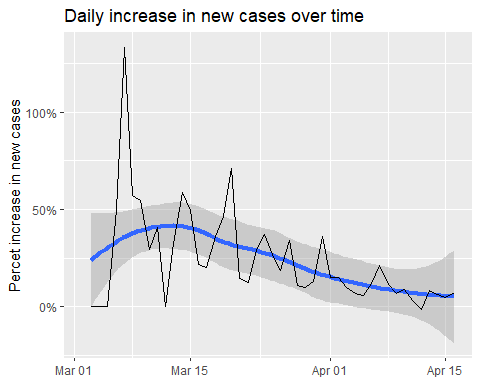 Daily increase in new cases over time
Percet increase in new cases
100%
50%
0%
Mar 01
Mar 15
Apr 01
Apr 15